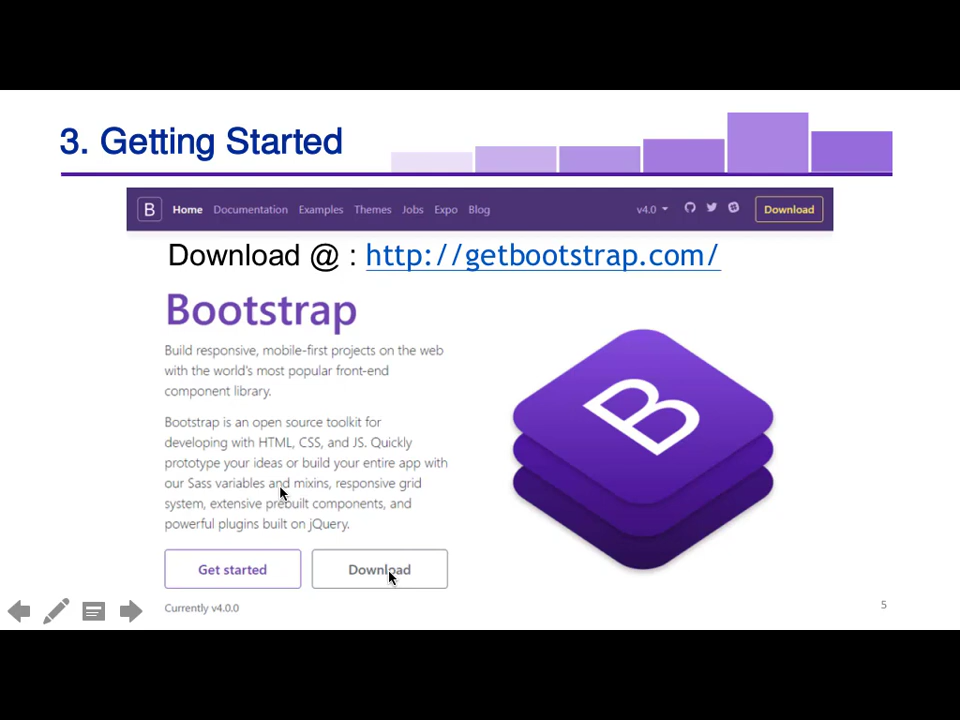 3. Getting Started
B Home Documentation Examples Themes Jobs Expo Blog v4.0 Download
Download @ : http://getbootstrap.com/
Bootstrap
Build responsive, mobile-first projects on the web
with the world's most popular front-end
component library.
Bootstrap is an open source toolkit for
developing with HTML, CSS, and JS. Quickly
prototype your ideas or build your entire app with
our Sass variables and mixins, responsive grid
system, extensive prebuilt components, and
powerful plugins built on jQuery.
B
Get started Download
Currently v4.0.0
5